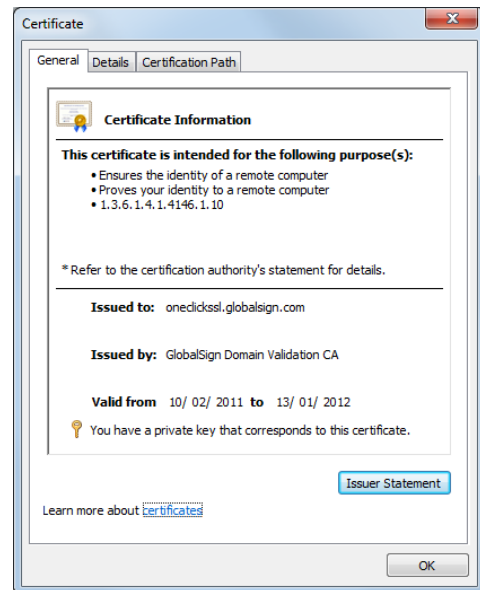 Certificate
X
General Details Certification Path
Certificate Information
This certificate is intended for the following purpose(s):
• Ensures the identity of a remote computer
• Proves your identity to a remote computer
• 1.3.6.1.4.1.4146.1.10
* Refer to the certification authority's statement for details.
Issued to: oneclickssl.globalsign.com
Issued by: GlobalSign Domain Validation CA
Valid from 10/ 02/ 2011 to 13/ 01/ 2012
You have a private key that corresponds to this certificate.
Issuer Statement
Learn more about certificates
OK